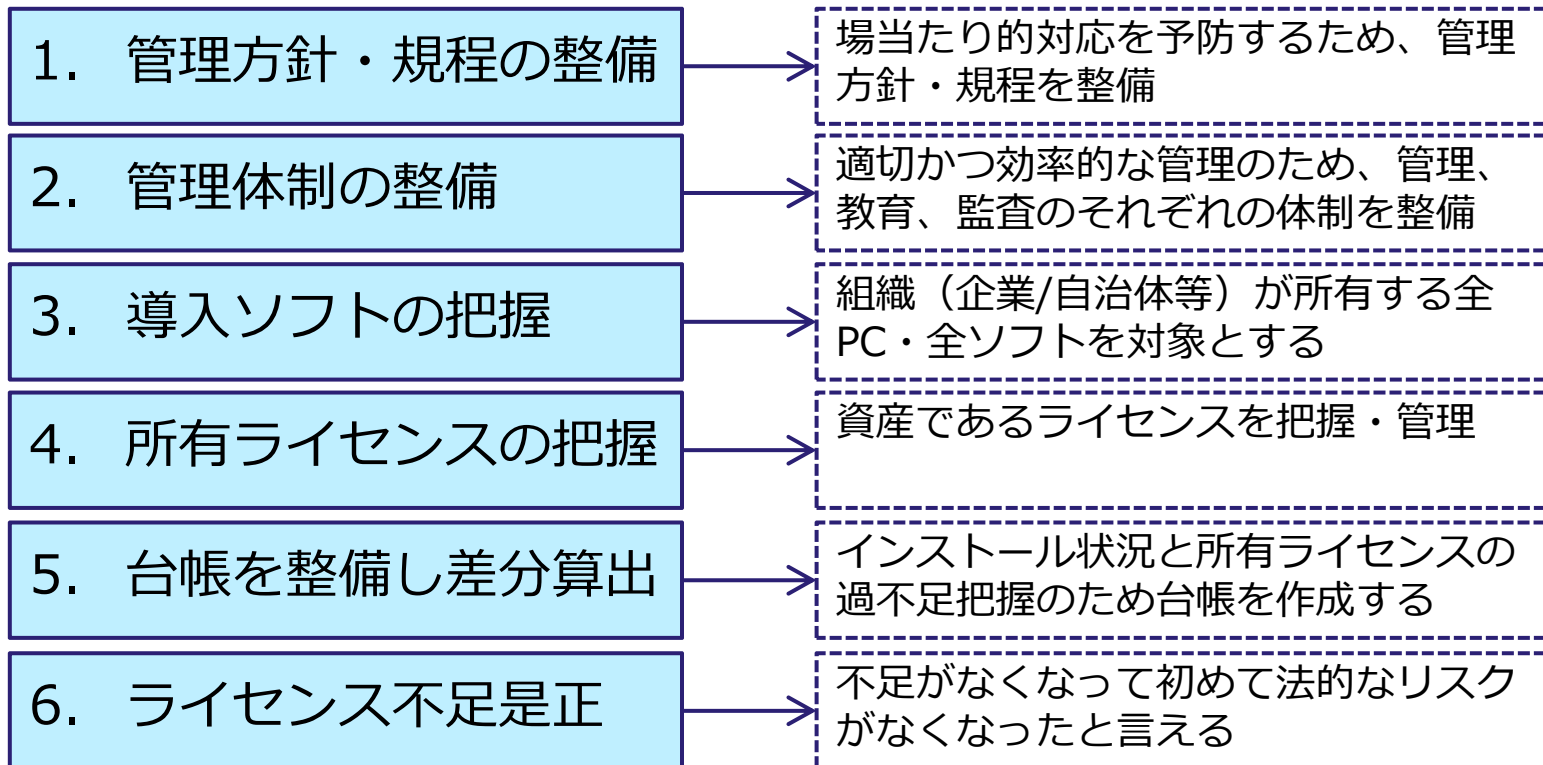 1. 管理方針・規程の整備
場当たり的対応を予防するため、管理
方針・規程を整備
2. 管理体制の整備
適切かつ効率的な管理のため、管理、
教育、監査のそれぞれの体制を整備
3. 導入ソフトの把握
組織（企業/自治体等）が所有する全
PC・全ソフトを対象とする
4. 所有ライセンスの把握
資産であるライセンスを把握・管理
5. 台帳を整備し差分算出
インストール状況と所有ライセンスの
過不足把握のため台帳を作成する
6. ライセンス不足是正
不足がなくなって初めて法的なリスク
がなくなったと言える